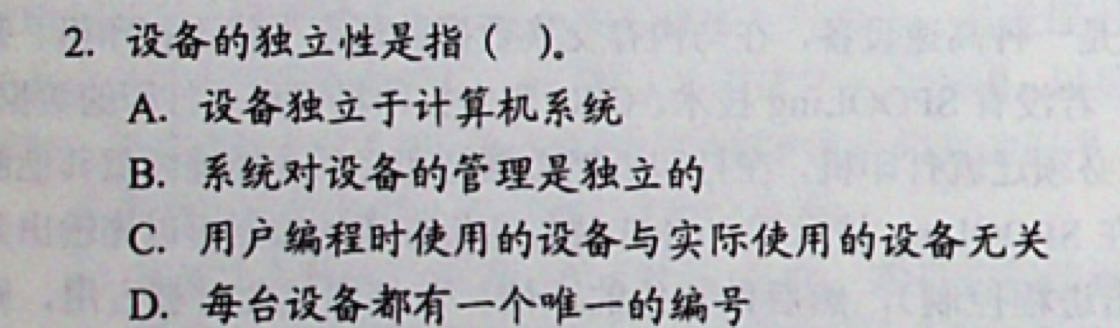 2. 设备的独立性是指（ ）。
A. 设备独立于计算机系统
B. 系统对设备的管理是独立的
C. 用户编程时使用的设备与实际使用的设备无关
D. 每台设备都有一个唯一的编号